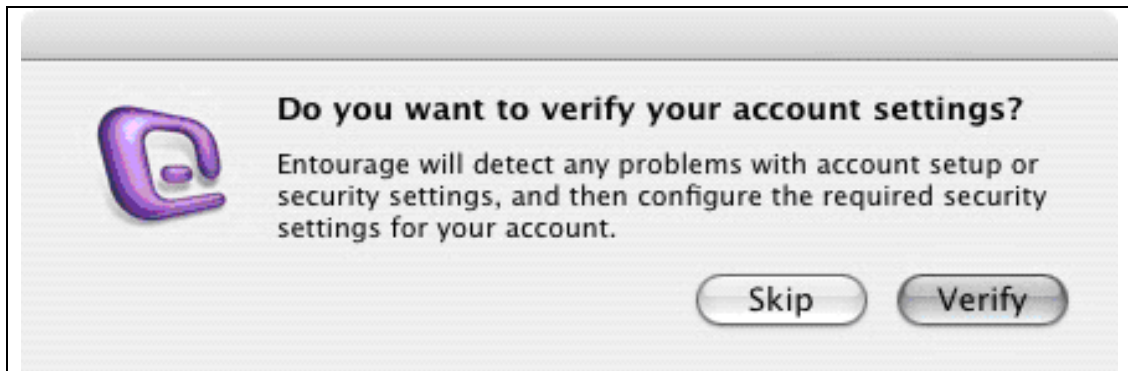 Do you want to verify your account settings?
Entourage will detect any problems with account setup or
security settings, and then configure the required security
settings for your account.
Skip Verify